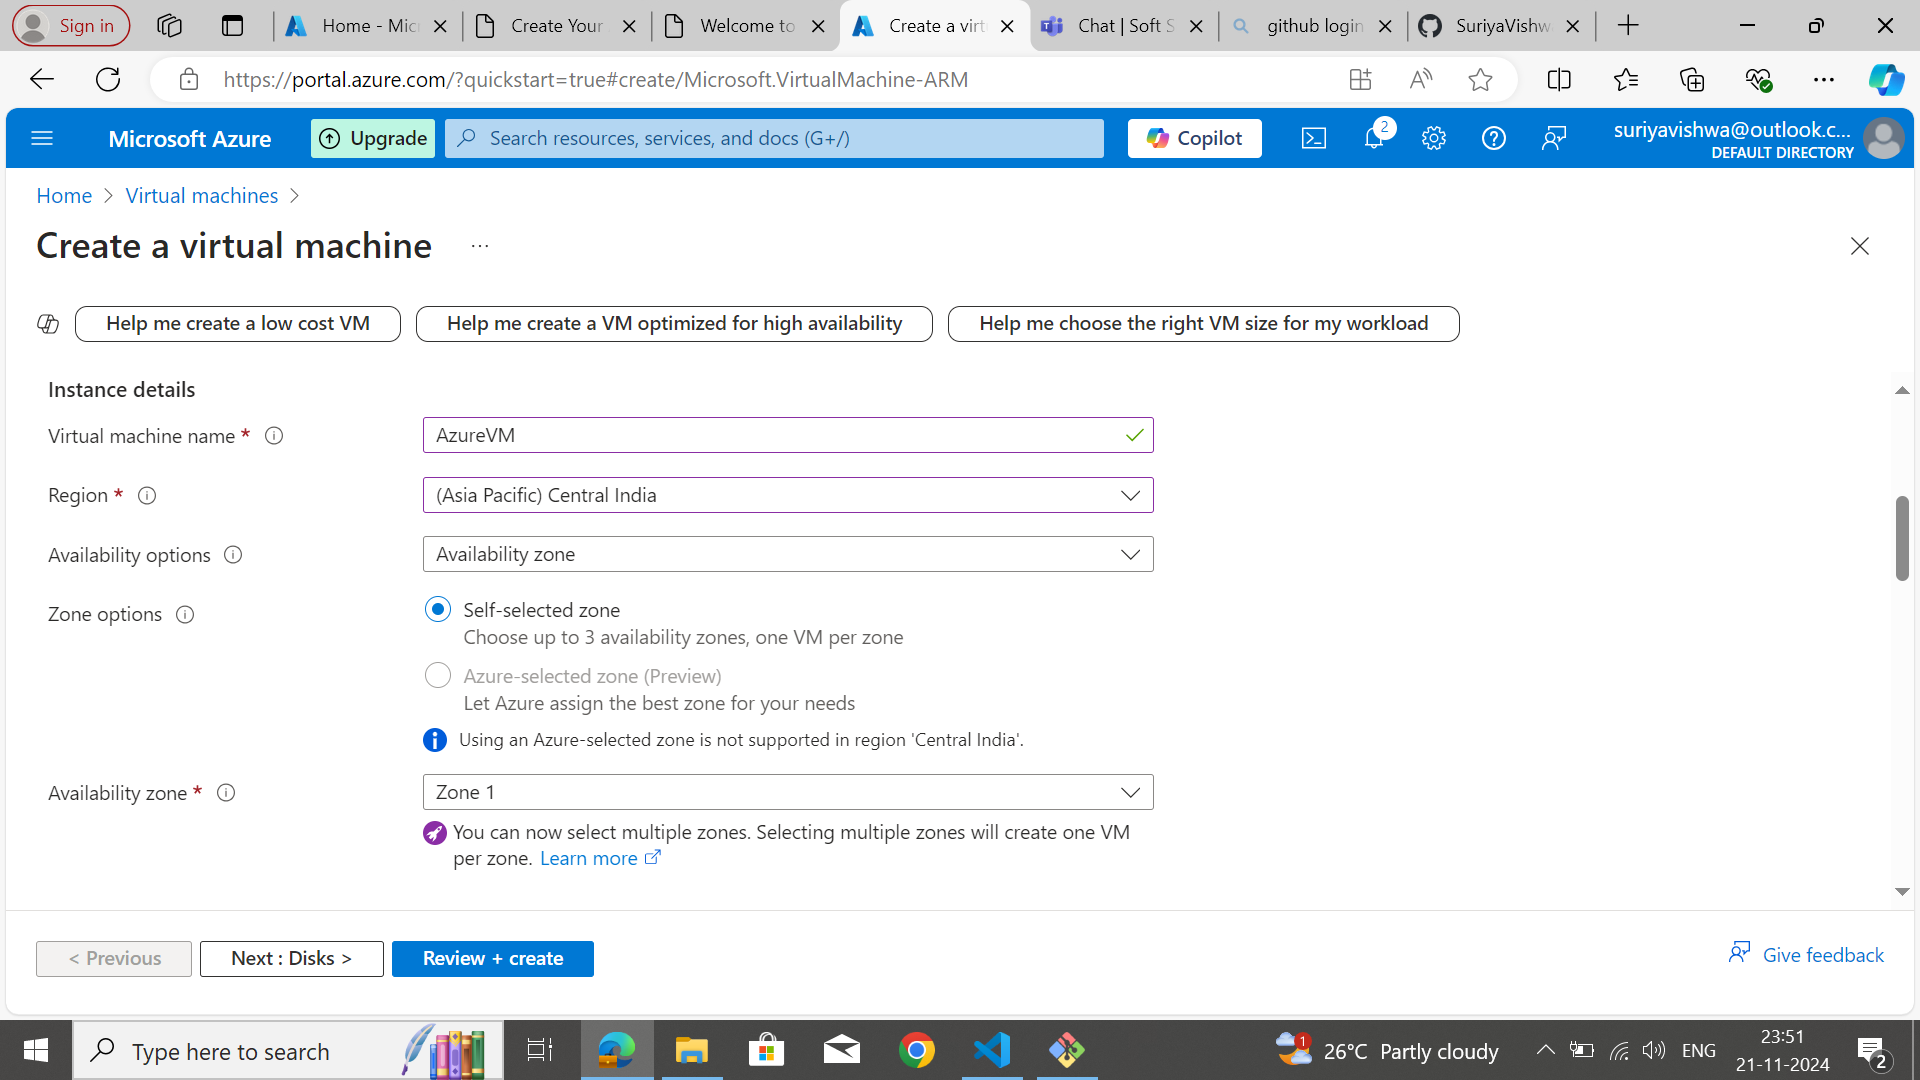 Sign in
Home - Mic
Create Your
Welcome to
Create a virt
Chat | Soft S
github login
SuriyaVishw
https://portal.azure.com/?quickstart=true#create/Microsoft.VirtualMachine-ARM
Microsoft Azure
Upgrade
Search resources, services, and docs (G+/)
Copilot
2
suriyavishwa@outlook.c...
DEFAULT DIRECTORY
Home
Virtual machines
Create a virtual machine
Help me create a low cost VM
Help me create a VM optimized for high availability
Help me choose the right VM size for my workload
Instance details
Virtual machine name *
AzureVM
Region *
(Asia Pacific) Central India
Availability options
Availability zone
Zone options
Self-selected zone
Choose up to 3 availability zones, one VM per zone
Azure-selected zone (Preview)
Let Azure assign the best zone for your needs
Using an Azure-selected zone is not supported in region 'Central India'.
Availability zone *
Zone 1
You can now select multiple zones. Selecting multiple zones will create one VM
per zone. Learn more
< Previous
Next : Disks >
Review + create
Give feedback
Type here to search
1
26°C Partly cloudy
ENG
23:51
21-11-2024
2